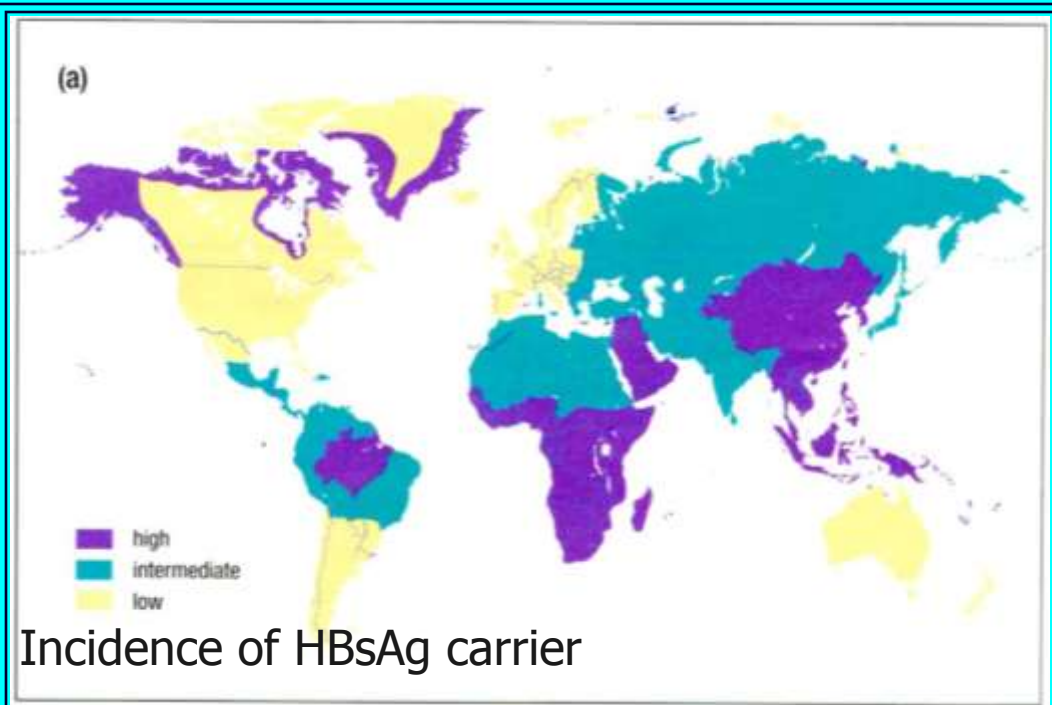 (a)
high
intermediate
low
Incidence of HBsAg carrier